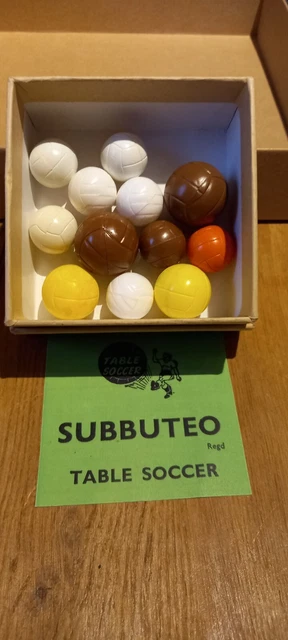 TABLE
SOCCER
SUBBUTEO
Regd
TABLE SOCCER